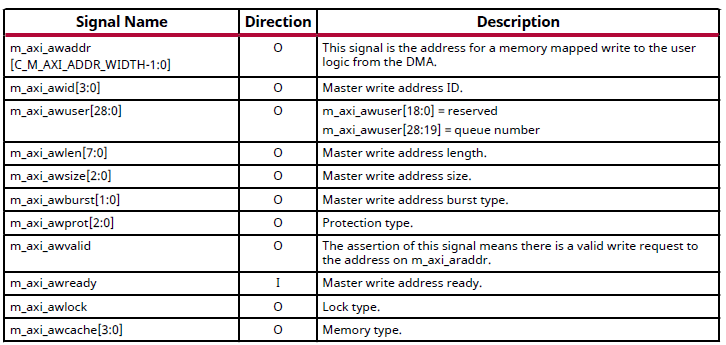 Signal Name Direction Description
m_axi_awaddr O This signal is the address for a memory mapped write to the user
[C_M_AXI_ADDR_WIDTH-1:0] logic from the DMA.
m_axi_awid[3:0] O Master write address ID.
m_axi_awuser[28:0] O m_axi_awuser[18:0] = reserved
m_axi_awuser[28:19] = queue number
m_axi_awlen[7:0] O Master write address length.
m_axi_awsize[2:0] O Master write address size.
m_axi_awburst[1:0] O Master write address burst type.
m_axi_awprot[2:0] O Protection type.
m_axi_awvalid O The assertion of this signal means there is a valid write request to
the address on m_axi_araddr.
m_axi_awready I Master write address ready.
m_axi_awlock O Lock type.
m_axi_awcache[3:0] O Memory type.